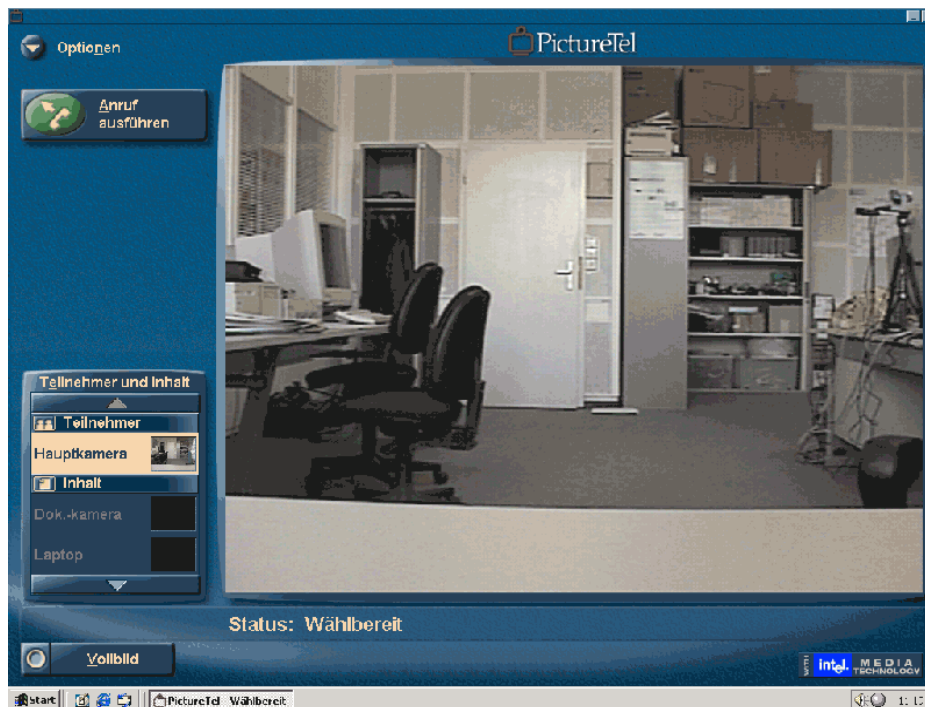 Optionen
PictureTel
Anruf
ausführen
Teilnehmer und Inhalt
Teilnehmer
Hauptkamera
Inhalt
Dok.-kamera
Laptop
Status: Wählbereit
Vollbild
WITH intel. MEDIA
TECHNOLOGY
Start PictureTel - Wählbereit